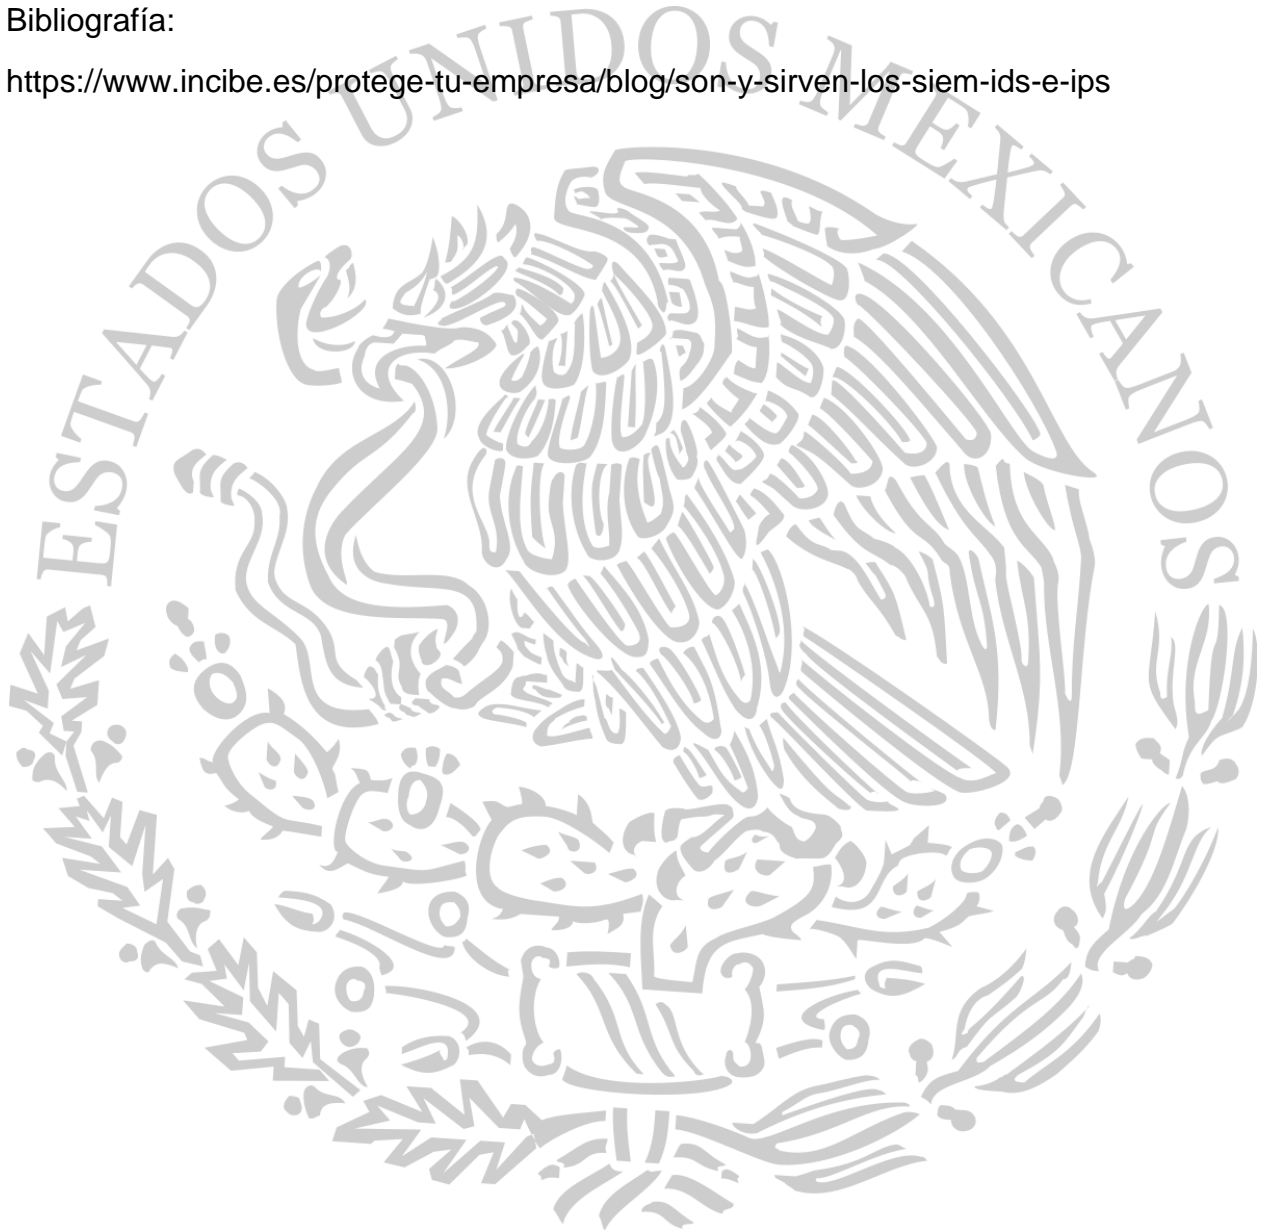 Bibliografía:
https://www.incibe.es/protege-tu-empresa/blog/son-y-sirven-los-siem-ids-e-ips
ESTADOS UNIDOS MEXICANOS